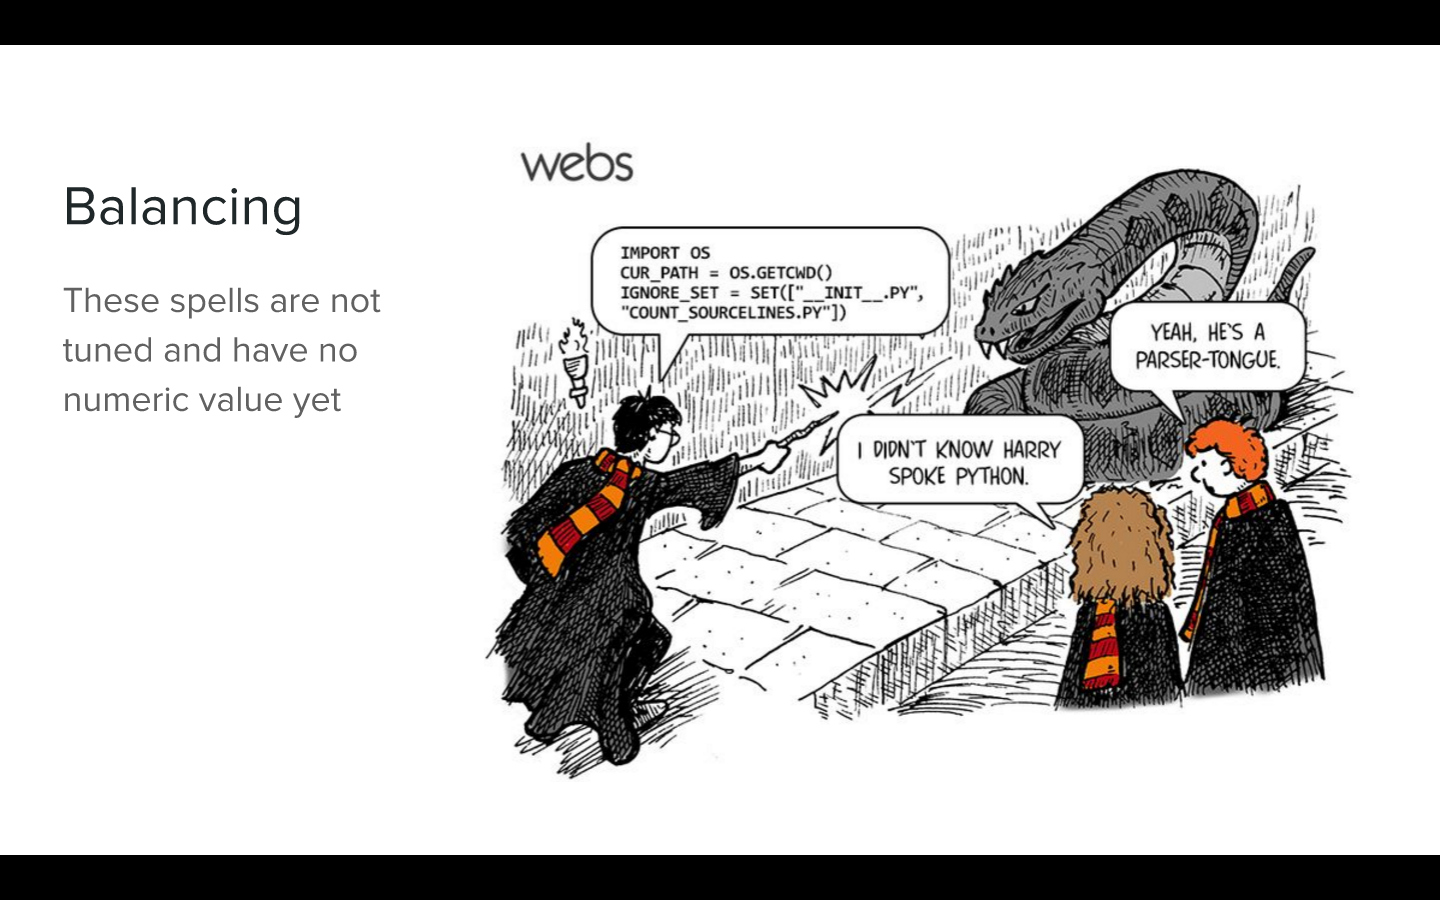 Balancing
These spells are not
tuned and have no
numeric value yet
webs
IMPORT OS
CUR_PATH = OS.GETCWD()
IGNORE_SET = SET(["__INIT__.PY",
"COUNT_SOURCELINES.PY"])
YEAH, HE'S A
PARSER-TONGUE.
I DIDN'T KNOW HARRY
SPOKE PYTHON.